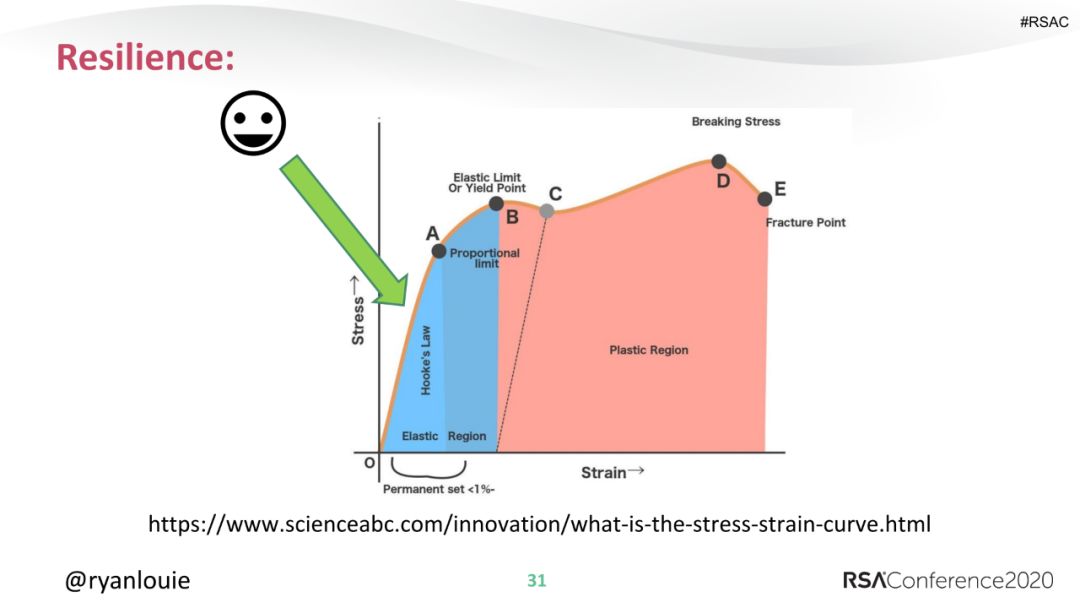 #RSAC
Resilience:
Breaking Stress
Elastic Limit
Or Yield Point
C
D
E
B
A
Fracture Point
Proportional
limit
Stress→
Hooke's Law
Plastic Region
Elastic Region
O
Strain→
Permanent set <1%-
https://www.scienceabc.com/innovation/what-is-the-stress-strain-curve.html
@ryanlouie
31
RSAConference2020